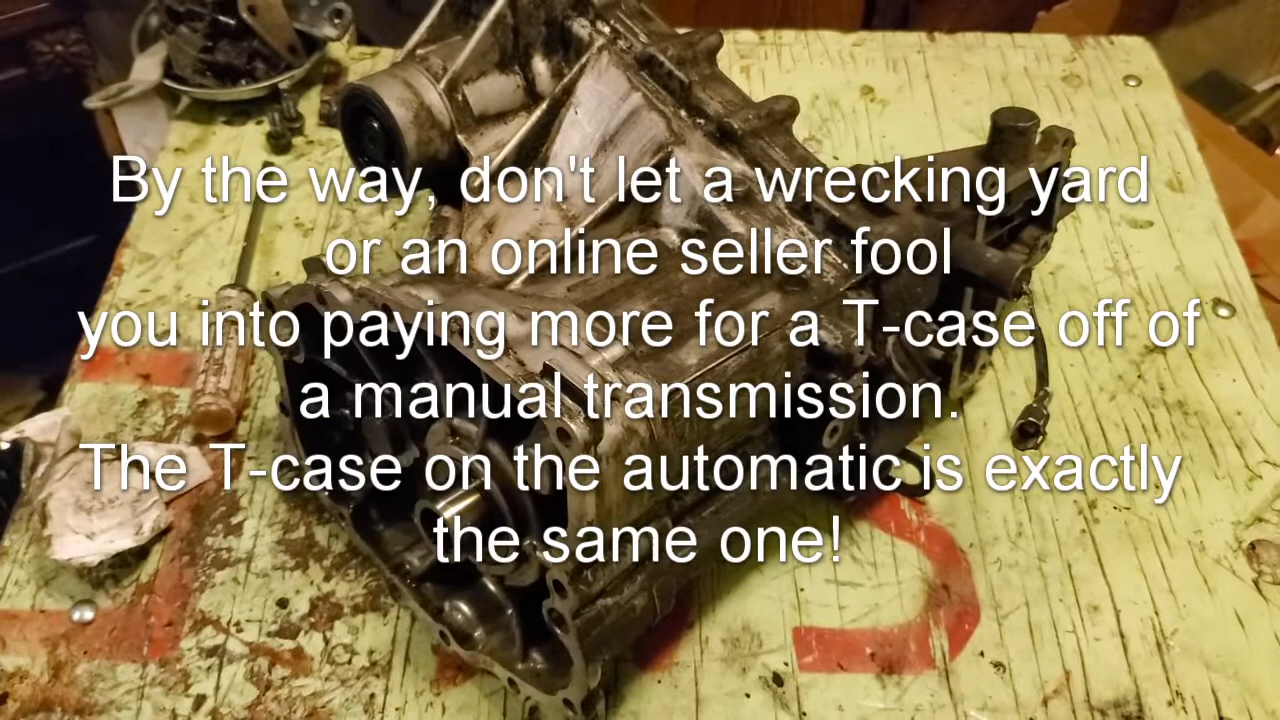 By the way, don't let a wrecking yard
or an online seller fool
you into paying more for a T-case off of
a manual transmission.
The T-case on the automatic is exactly
the same one!